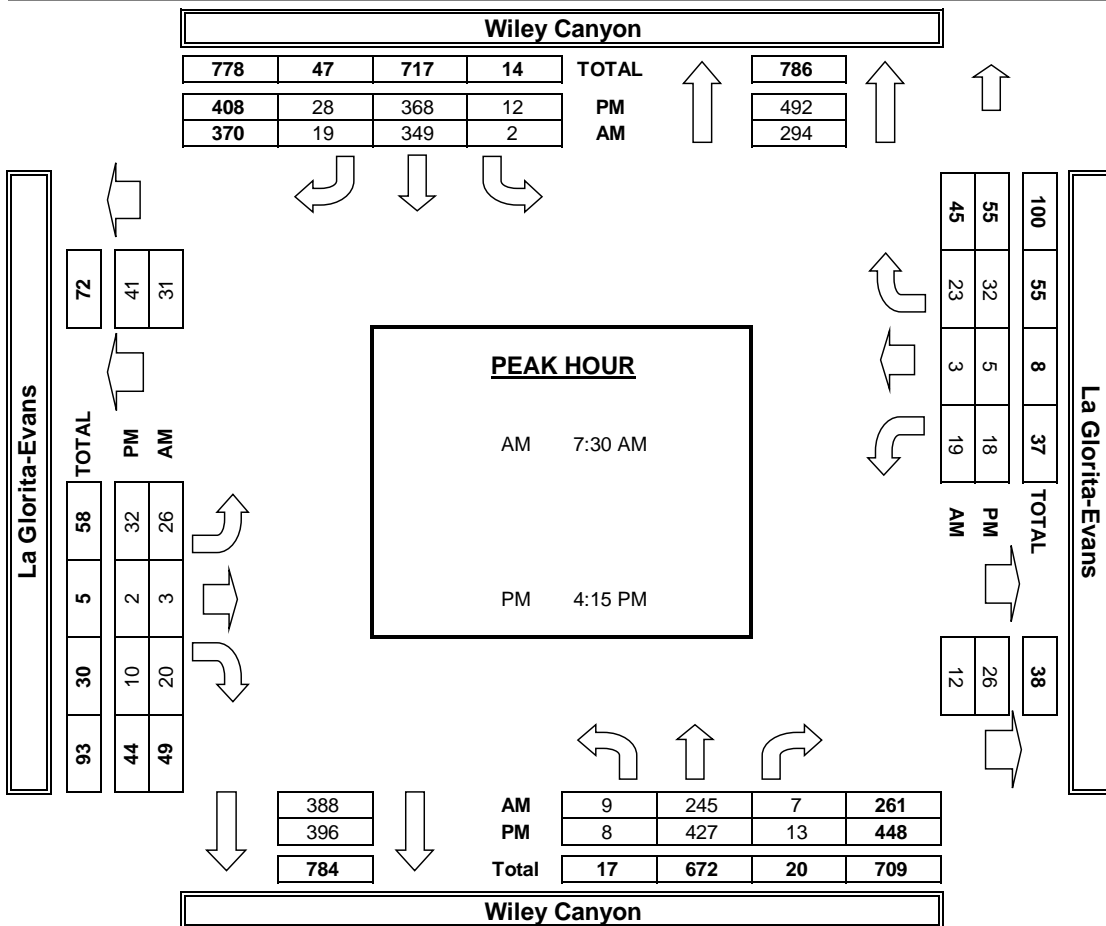 Wiley Canyon
778 47 717 14 TOTAL 786
408 28 368 12 PM 492
370 19 349 2 AM 294
La Glorita-Evans
72
41
31
TOTAL
PM
AM
58 32 26
5 2 3
30 10 20
93 44 49
PEAK HOUR
AM 7:30 AM
PM 4:15 PM
45 55 100
23 32 55
3 5 8
19 18 37
AM PM TOTAL
12 26 38
La Glorita-Evans
388 AM 9 245 7 261
396 PM 8 427 13 448
784 Total 17 672 20 709
Wiley Canyon